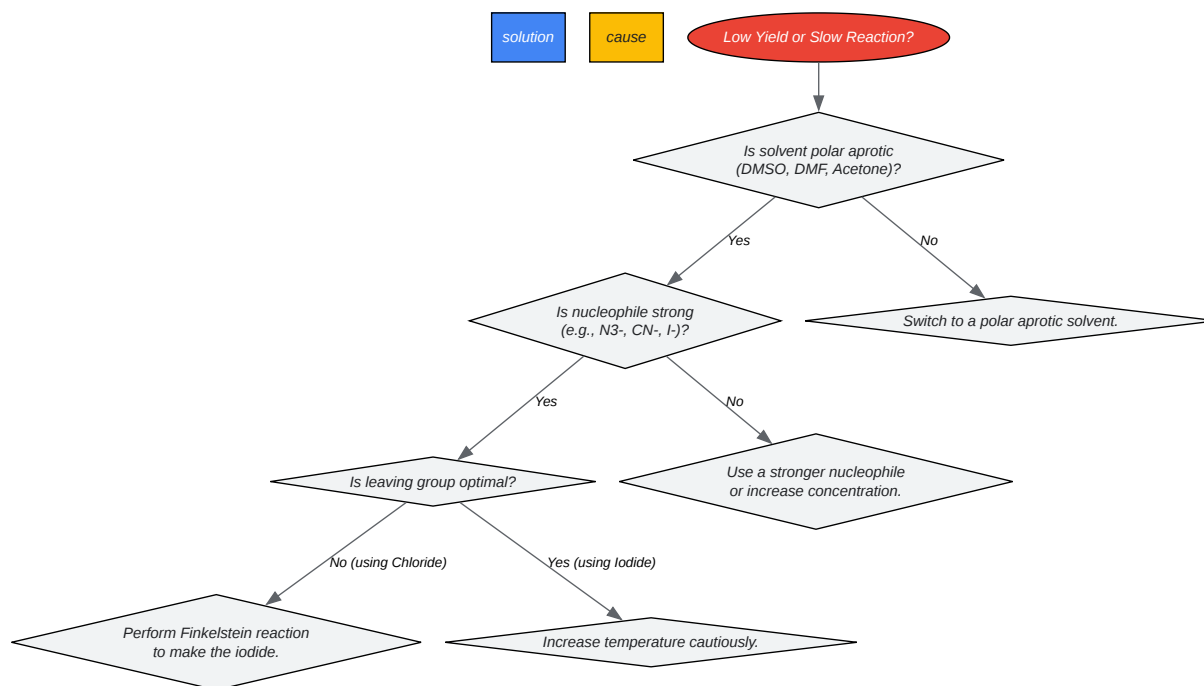 solution
cause
Low Yield or Slow Reaction?
Is solvent polar aprotic
(DMSO, DMF, Acetone)?
Yes
No
Is nucleophile strong
(e.g., N3-, CN-, I-)?
Switch to a polar aprotic solvent.
Yes
No
Is leaving group optimal?
Use a stronger nucleophile
or increase concentration.
No (using Chloride)
Yes (using Iodide)
Perform Finkelstein reaction
to make the iodide.
Increase temperature cautiously.